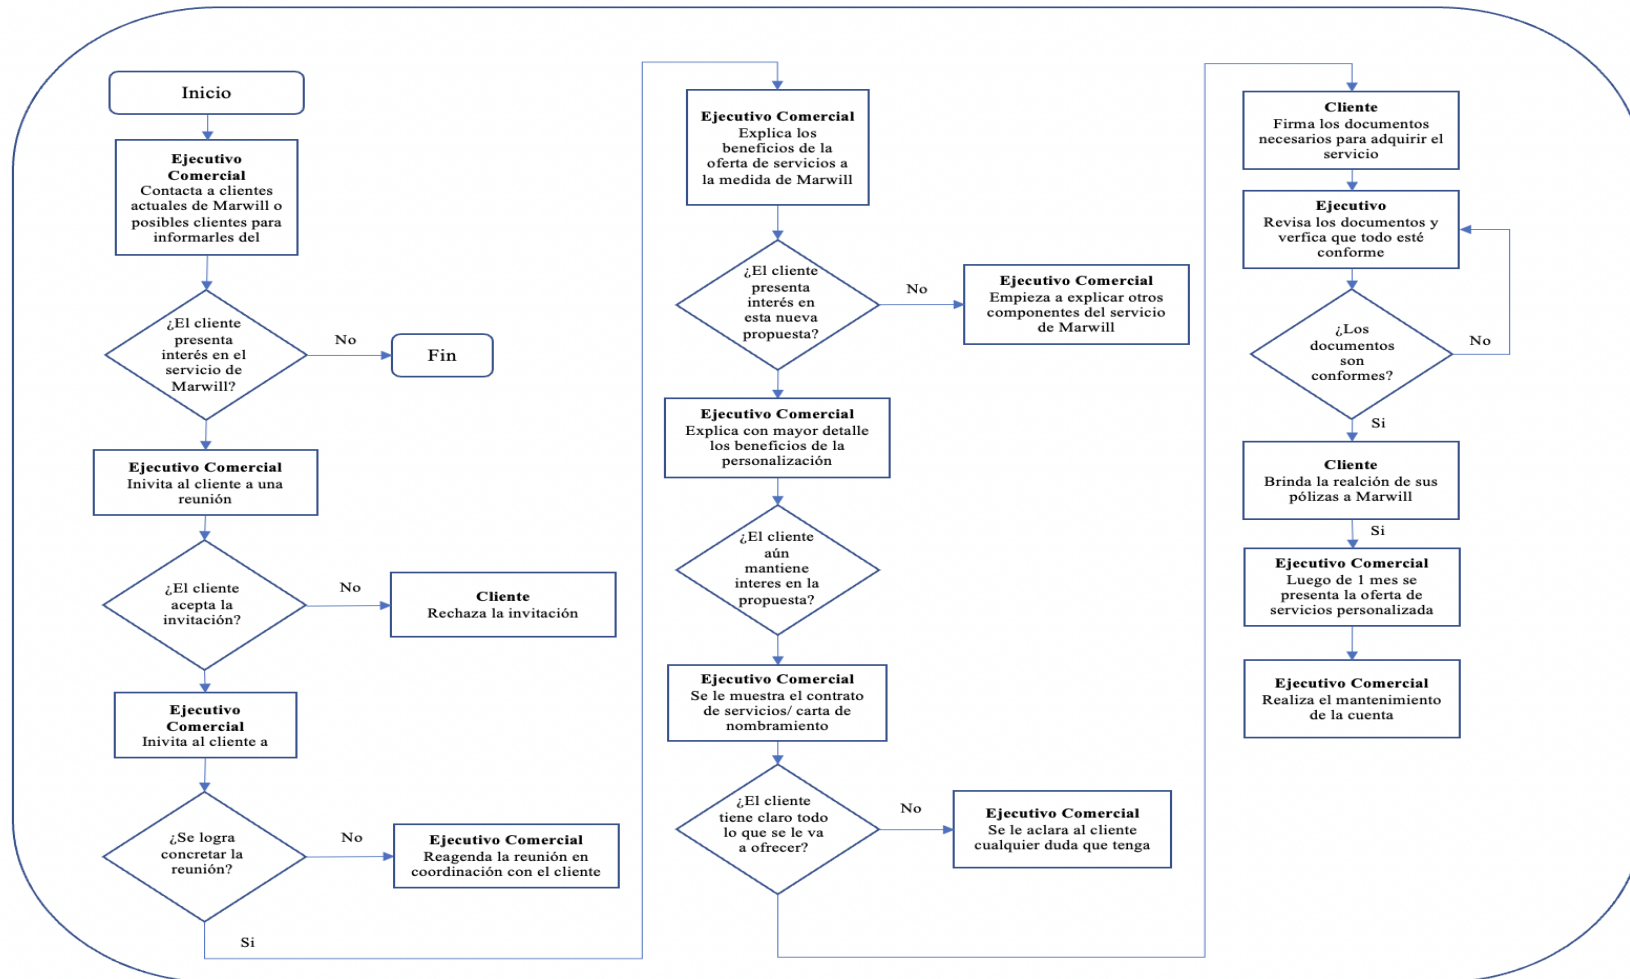 Inicio
Ejecutivo
Comercial
Contacta a clientes
actuales de Marwill o
posibles clientes para
informarles del
¿El cliente
presenta
interés en el
servicio de
Marwill?
No
Fin
Ejecutivo Comercial
Inivita al cliente a una
reunión
¿El cliente
acepta la
invitación?
No
Cliente
Rechaza la invitación
Ejecutivo
Comercial
Inivita al cliente a
¿Se logra
concretar la
reunión?
No
Ejecutivo Comercial
Reagenda la reunión en
coordinación con el cliente
Si
Ejecutivo Comercial
Explica los
beneficios de la
oferta de servicios a
la medida de Marwill
¿El cliente
presenta
interés en
esta nueva
propuesta?
No
Ejecutivo Comercial
Empieza a explicar otros
componentes del servicio
de Marwill
Ejecutivo Comercial
Explica con mayor detalle
los beneficios de la
personalización
¿El cliente
aún
mantiene
interes en la
propuesta?
Ejecutivo Comercial
Se le muestra el contrato
de servicios/ carta de
nombramiento
¿El cliente
tiene claro todo
lo que se le va
a ofrecer?
No
Ejecutivo Comercial
Se le aclara al cliente
cualquier duda que tenga
Cliente
Firma los documentos
necesarios para adquirir el
servicio
Ejecutivo
Revisa los documentos y
verfica que todo esté
conforme
¿Los
documentos
son
conformes?
No
Si
Cliente
Brinda la realción de sus
pólizas a Marwill
Si
Ejecutivo Comercial
Luego de 1 mes se
presenta la oferta de
servicios personalizada
Ejecutivo Comercial
Realiza el mantenimiento
de la cuenta